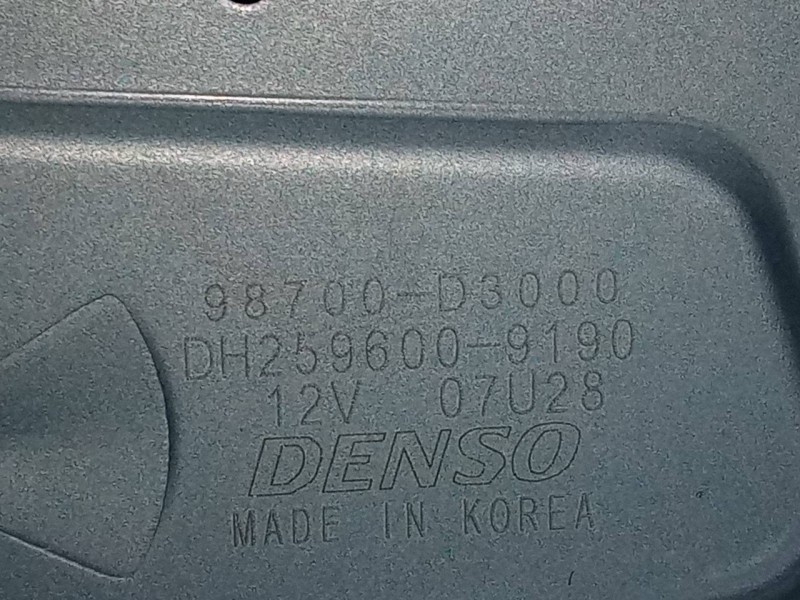 98700-D3000
DH259600-9190
12V 07U28
DENSO
MADE IN KOREA